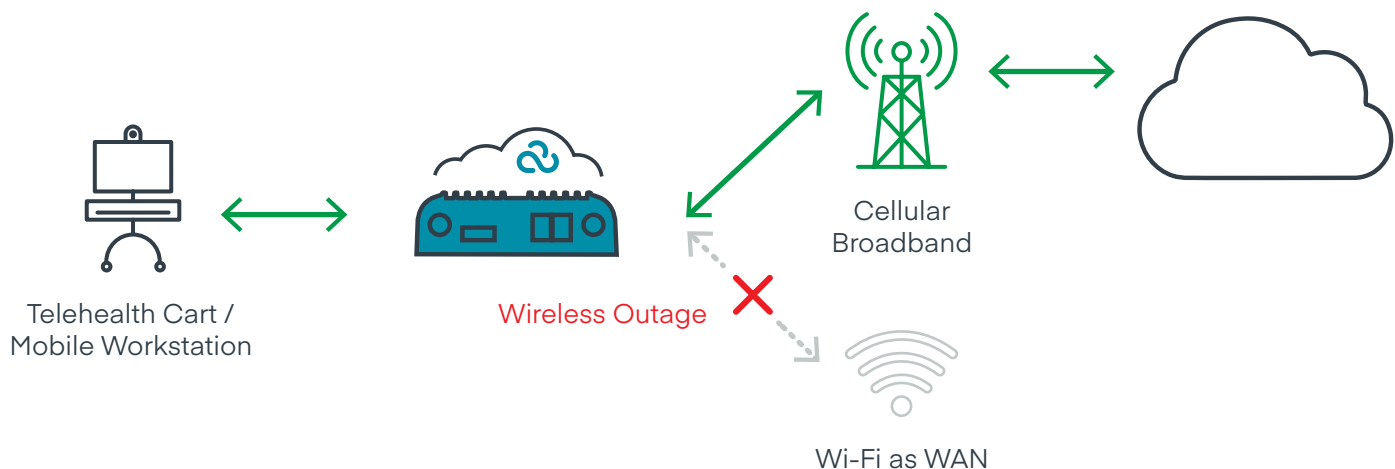 Cellular
Broadband
Telehealth Cart /
Mobile Workstation
Wireless Outage
Wi-Fi as WAN